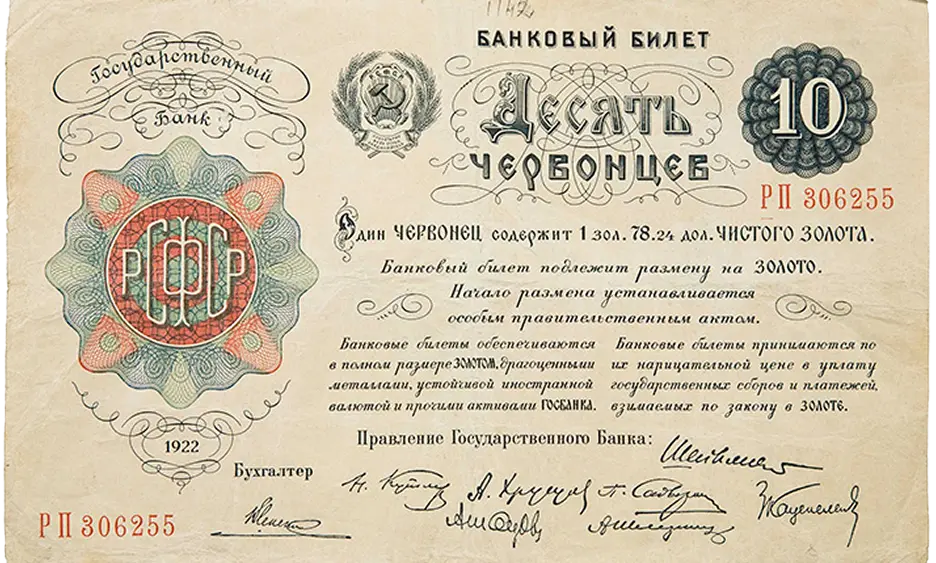 БАНКОВЫЙ БИЛЕТ
Государственный
Банк
ДЕСЯТЬ
ЧЕРВОНЦЕВ
10
РП 306255
Один ЧЕРВОНЕЦ содержит 1 зол. 78.24 дол. ЧИСТОГО ЗОЛОТА.
Банковый билет подлежит размену на ЗОЛОТО.
Начало размена устанавливается
особым правительственным актом.
РСФСР
Банковые билеты обеспечиваются
в полном размере ЗОЛОТОМ, драгоценными
металлами, устойчивой иностранной
валютой и прочими активами ГОСБАНКА.
Банковые билеты принимаются по
их нарицательной цене в уплату
государственных сборов и платежей,
взимаемых по закону в ЗОЛОТЕ.
Правление Государственного Банка:
1922
Бухгалтер
РП 306255